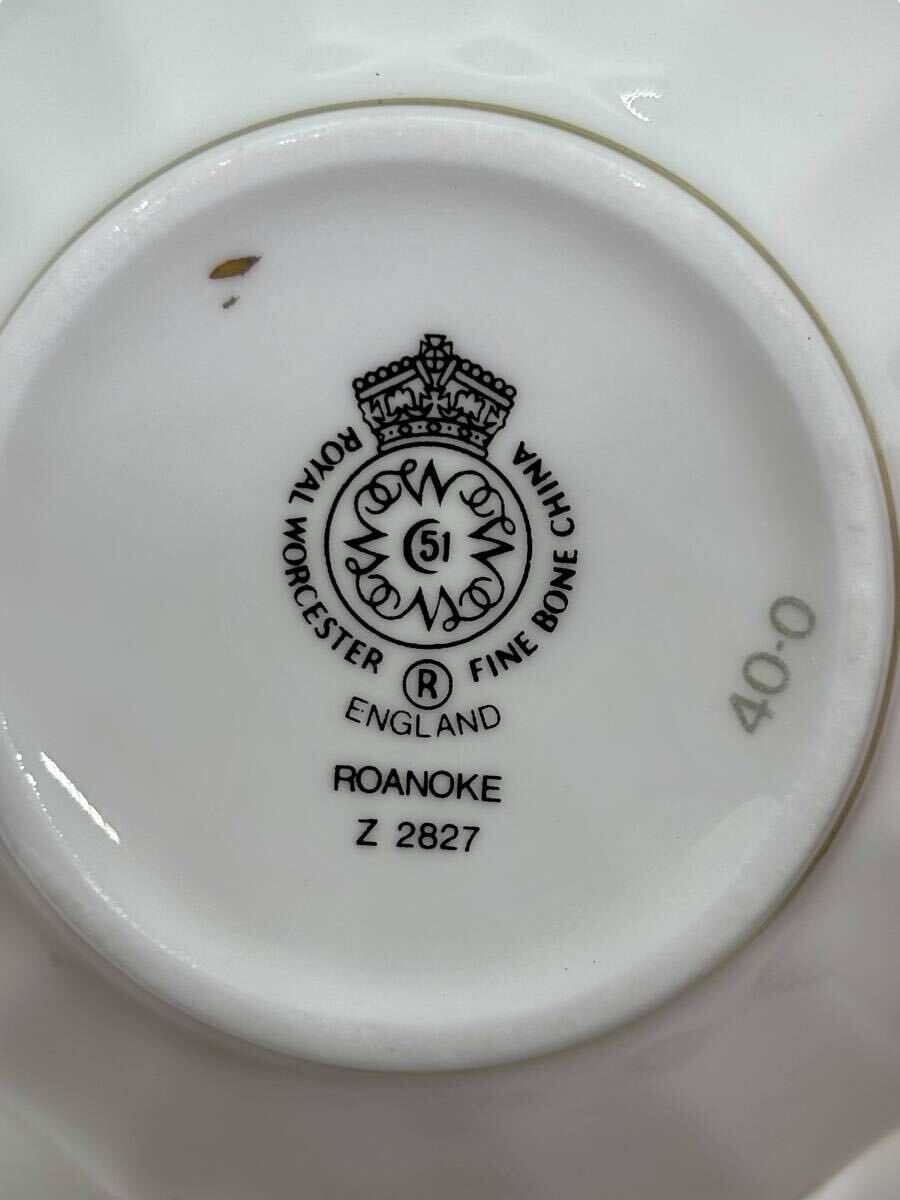 ROYAL WORCESTER
FINE BONE CHINA
51
R
ENGLAND
ROANOKE
Z 2827
40-0